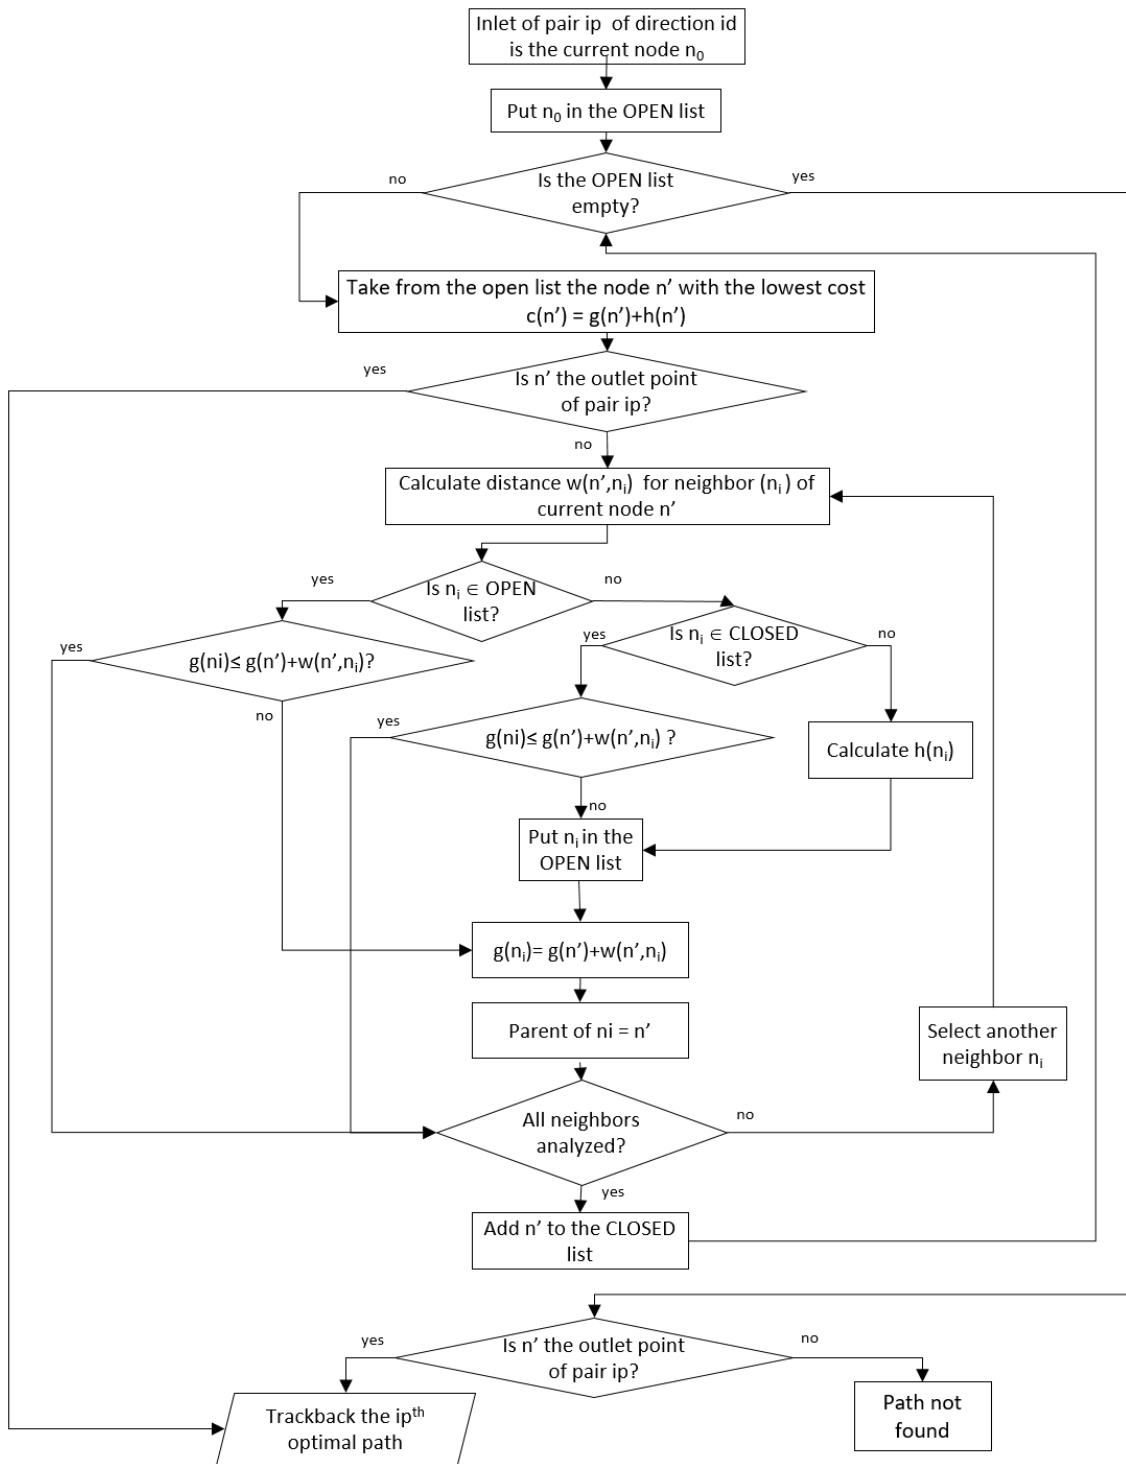 Inlet of pair ip of direction id
is the current node n₀
Put n₀ in the OPEN list
no
Is the OPEN list
empty?
yes
Take from the open list the node n’ with the lowest cost
c(n’) = g(n’)+h(n’)
yes
Is n’ the outlet point
of pair ip?
no
Calculate distance w(n’,nᵢ) for neighbor (nᵢ) of
current node n’
yes
Is nᵢ ∈ OPEN
list?
no
yes
g(ni)≤ g(n’)+w(n’,nᵢ)?
no
yes
Is nᵢ ∈ CLOSED
list?
no
yes
g(ni)≤ g(n’)+w(n’,nᵢ) ?
no
Calculate h(nᵢ)
Put nᵢ in the
OPEN list
g(nᵢ)= g(n’)+w(n’,nᵢ)
Parent of ni = n’
Select another
neighbor nᵢ
All neighbors
analyzed?
no
yes
Add n’ to the CLOSED
list
yes
Is n’ the outlet point
of pair ip?
no
Trackback the ipᵗʰ
optimal path
Path not
found